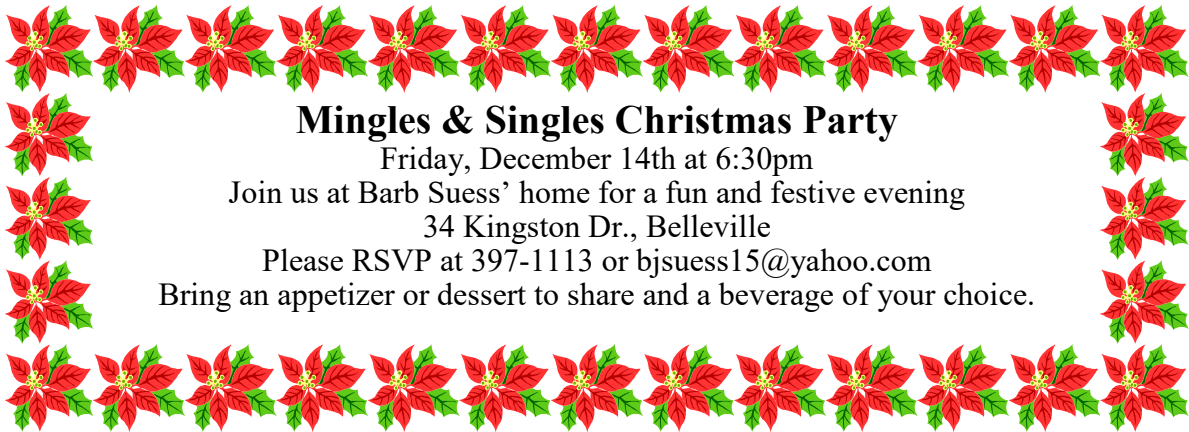 Mingles & Singles Christmas Party
Friday, December 14th at 6:30pm
Join us at Barb Suess’ home for a fun and festive evening
34 Kingston Dr., Belleville
Please RSVP at 397-1113 or bjsuess15@yahoo.com
Bring an appetizer or dessert to share and a beverage of your choice.